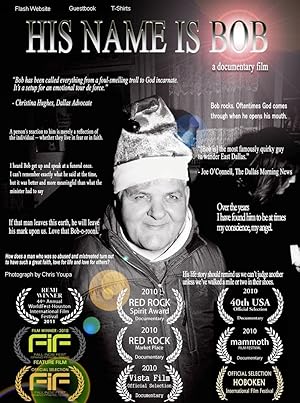 Flash Website Guestbook T-Shirts
HIS NAME IS BOB
a documentary film
"Bob has been called everything from a foul-smelling troll to God incarnate.
It's a setup for an emotional tour de force."
- Christina Hughes, Dallas Advocate
Bob rocks. Oftentimes God comes
through when he opens his mouth.
A person's reaction to him is merely a reflection of
the individual – whether they live in fear or in faith.
"[Bob] is the most famously quirky guy
to wander East Dallas."
- Joe O'Connell, The Dallas Morning News
I heard Bob get up and speak at a funeral once.
I can't remember exactly what he said at the time,
but it was better and more meaningful than what the
minister had to say
Over the years
I have found him to be at times
my conscience, my angel.
If that man leaves this earth, he will leave
his mark upon us. Love that
How does a man who was so abused and mistreated turn out
to have such a great faith, love for life and love for others?
His life story should remind us we can't judge another
unless we've walked a mile or two in their shoes.
Photograph by Chris Youpa
REMI
WINNER
44th Annual
WorldFest-Houston
International Film
Festival
2011
2010
RED ROCK
Spirit Award
Documentary
2010
40th USA
Official Selection
Documentary
FILM WINNER - 2010
FIF
FEATURE FILM
2010
RED ROCK
Market Place
Documentary
2010
mammoth
FILM FESTIVAL
Documentary
OFFICIAL SELECTION
FIF
2010
Vista Film
Official Selection
Documentary
OFFICIAL SELECTION
HOBOKEN
International Film Festival